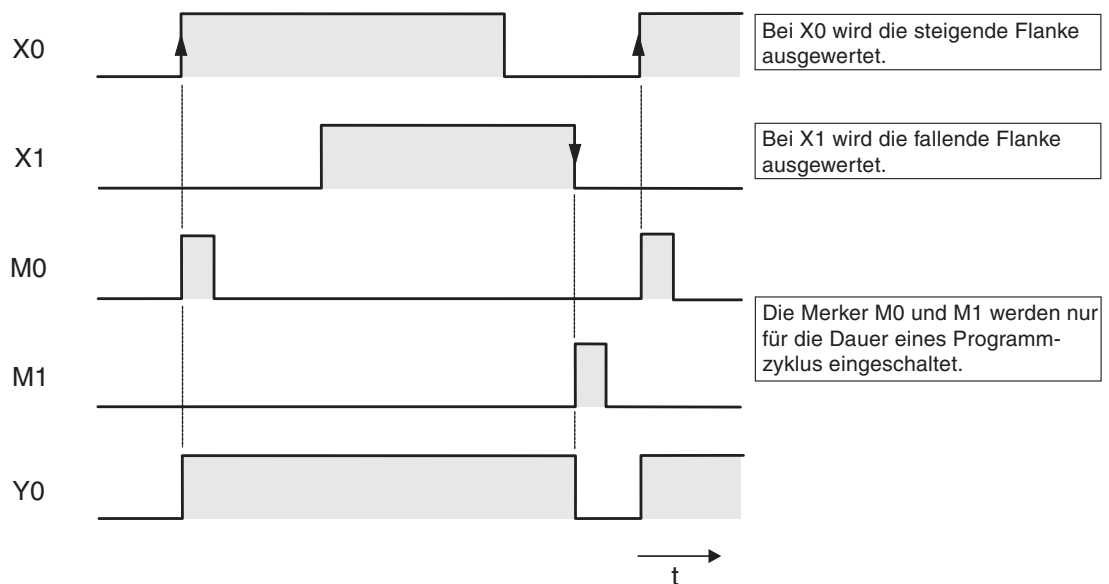 X0
Bei X0 wird die steigende Flanke
ausgewertet.
X1
Bei X1 wird die fallende Flanke
ausgewertet.
M0
Die Merker M0 und M1 werden nur
für die Dauer eines Programm-
zyklus eingeschaltet.
M1
Y0
t